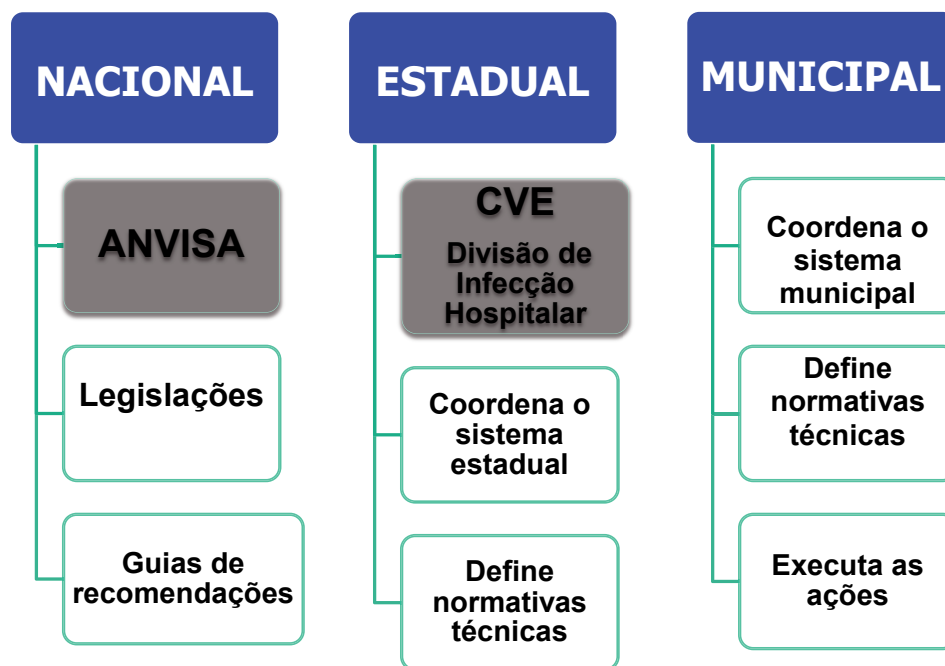 NACIONAL
ANVISA
Legislações
Guias de
recomendações
ESTADUAL
CVE
Divisão de
Infecção
Hospitalar
Coordena o
sistema
estadual
Define
normativas
técnicas
MUNICIPAL
Coordena o
sistema
municipal
Define
normativas
técnicas
Executa as
ações